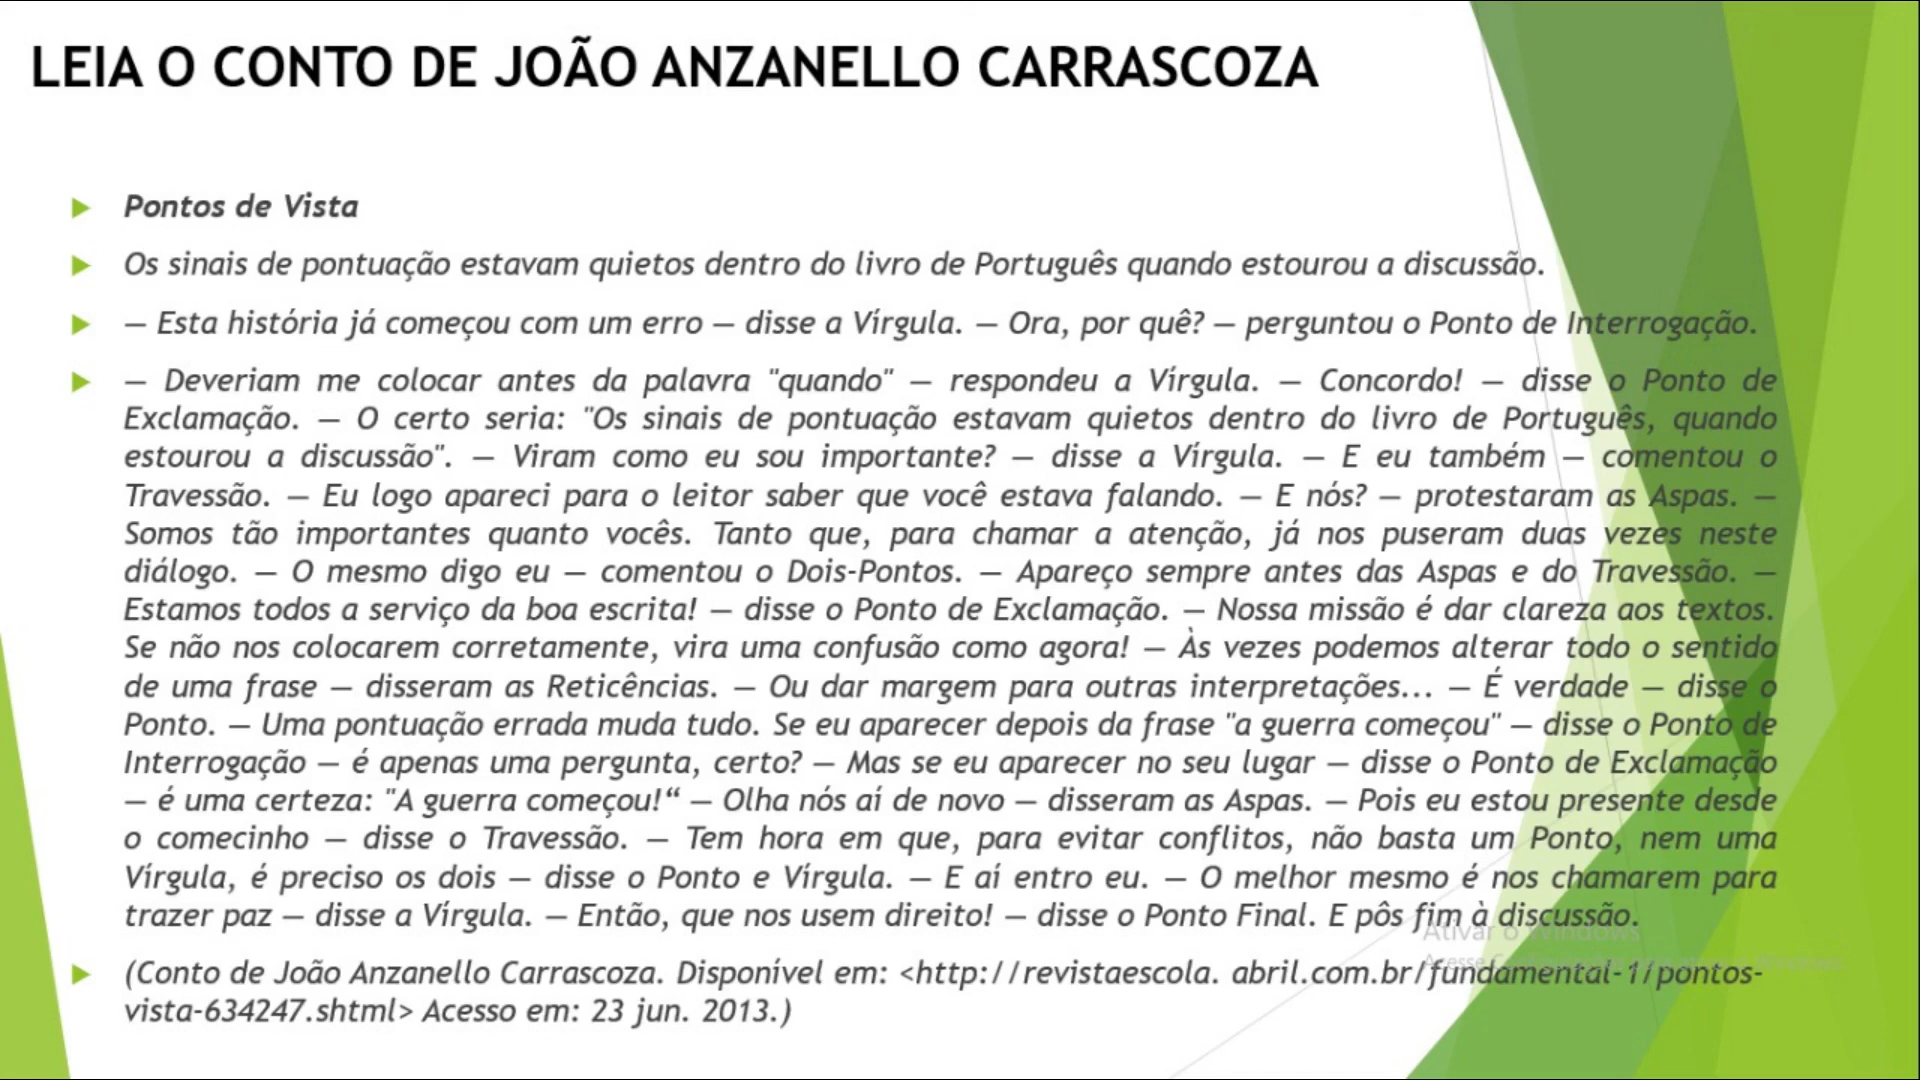 LEIA O CONTO DE JOÃO ANZANELLO CARRASCOZA
Pontos de Vista
Os sinais de pontuação estavam quietos dentro do livro de Português quando estourou a discussão.
— Esta história já começou com um erro — disse a Vírgula. — Ora, por quê? — perguntou o Ponto de Interrogação.
— Deveriam me colocar antes da palavra "quando" — respondeu a Vírgula. — Concordo! — disse o Ponto de
Exclamação. — O certo seria: "Os sinais de pontuação estavam quietos dentro do livro de Português, quando
estourou a discussão". — Viram como eu sou importante? — disse a Vírgula. — E eu também — comentou o
Travessão. — Eu logo apareci para o leitor saber que você estava falando. — E nós? — protestaram as Aspas. —
Somos tão importantes quanto vocês. Tanto que, para chamar a atenção, já nos puseram duas vezes neste
diálogo. — O mesmo digo eu — comentou o Dois-Pontos. — Apareço sempre antes das Aspas e do Travessão. —
Estamos todos a serviço da boa escrita! — disse o Ponto de Exclamação. — Nossa missão é dar clareza aos textos.
Se não nos colocarem corretamente, vira uma confusão como agora! — Às vezes podemos alterar todo o sentido
de uma frase — disseram as Reticências. — Ou dar margem para outras interpretações... — É verdade — disse o
Ponto. — Uma pontuação errada muda tudo. Se eu aparecer depois da frase "a guerra começou" — disse o Ponto de
Interrogação — é apenas uma pergunta, certo? — Mas se eu aparecer no seu lugar — disse o Ponto de Exclamação
— é uma certeza: "A guerra começou!“ — Olha nós aí de novo — disseram as Aspas. — Pois eu estou presente desde
o comecinho — disse o Travessão. — Tem hora em que, para evitar conflitos, não basta um Ponto, nem uma
Vírgula, é preciso os dois — disse o Ponto e Vírgula. — E aí entro eu. — O melhor mesmo é nos chamarem para
trazer paz — disse a Vírgula. — Então, que nos usem direito! — disse o Ponto Final. E pôs fim à discussão.
Ativar o Windows
(Conto de João Anzanello Carrascoza. Disponível em: <http://revistaescola. abril.com.br/fundamental-1/pontos-
vista-634247.shtml> Acesso em: 23 jun. 2013.)